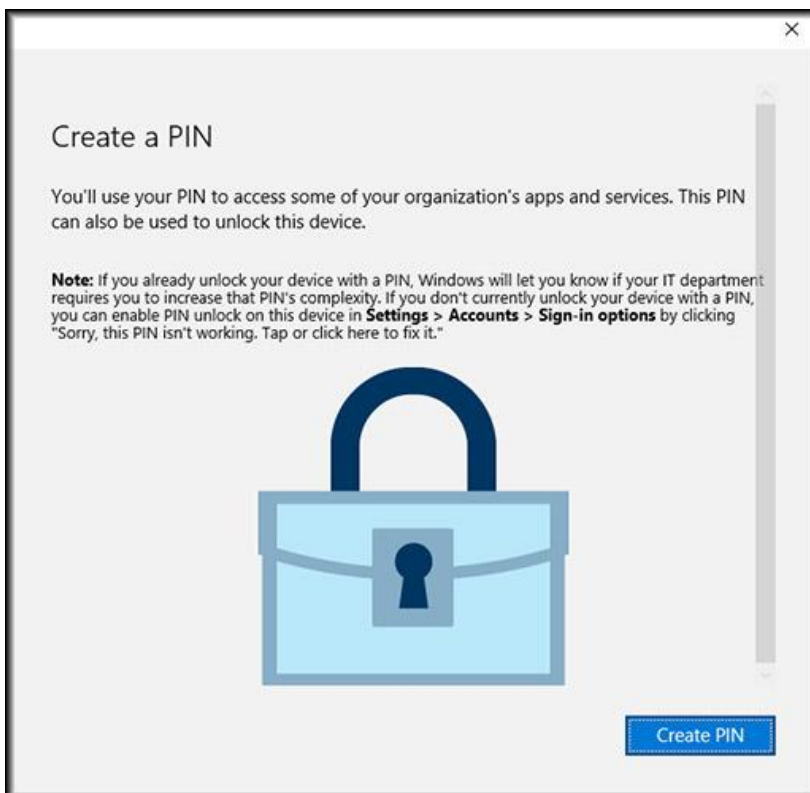 Create a PIN
You'll use your PIN to access some of your organization's apps and services. This PIN
can also be used to unlock this device.
Note: If you already unlock your device with a PIN, Windows will let you know if your IT department
requires you to increase that PIN's complexity. If you don't currently unlock your device with a PIN,
you can enable PIN unlock on this device in Settings > Accounts > Sign-in options by clicking
"Sorry, this PIN isn't working. Tap or click here to fix it."
Create PIN